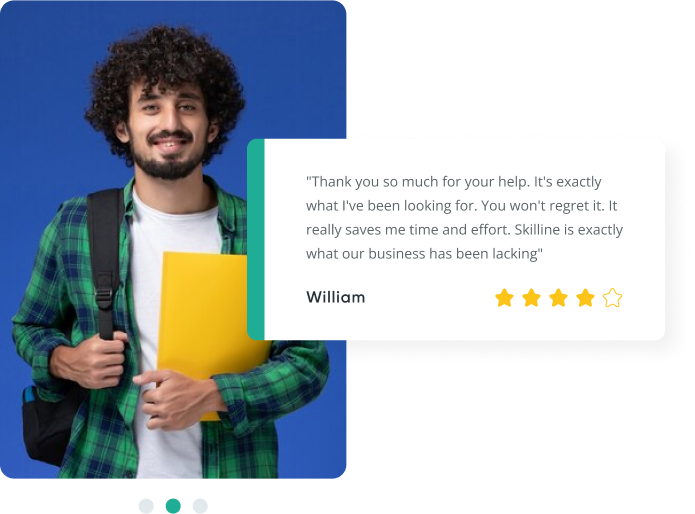 "Thank you so much for your help. It's exactly
what I've been looking for. You won't regret it. It
really saves me time and effort. Skilline is exactly
what our business has been lacking"
William